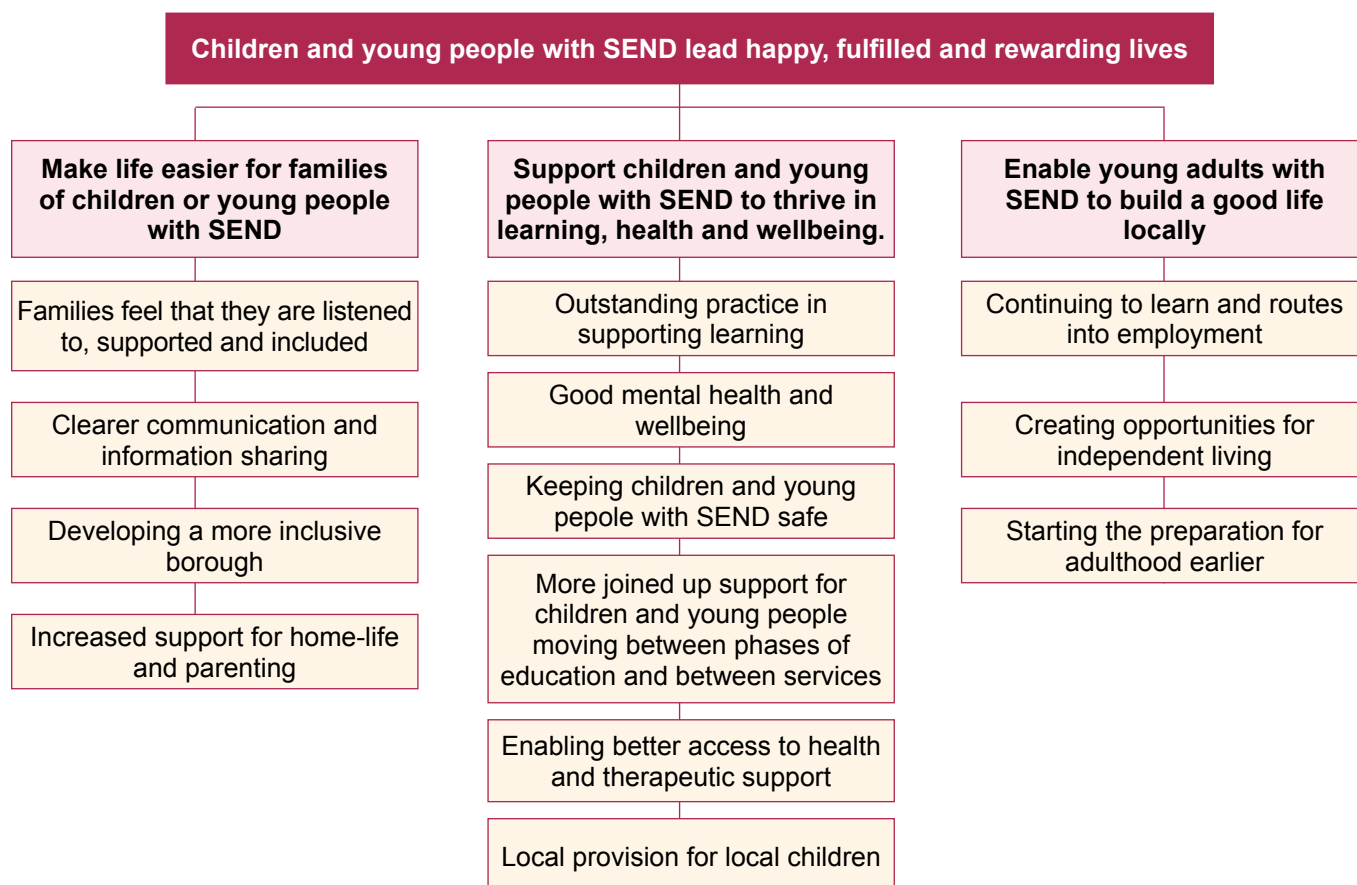 Children and young people with SEND lead happy, fulfilled and rewarding lives
Make life easier for families
of children or young people
with SEND
Families feel that they are listened
to, supported and included
Clearer communication and
information sharing
Developing a more inclusive
borough
Increased support for home-life
and parenting
Support children and young
people with SEND to thrive in
learning, health and wellbeing.
Outstanding practice in
supporting learning
Good mental health and
wellbeing
Keeping children and young
pepole with SEND safe
More joined up support for
children and young people
moving between phases of
education and between services
Enabling better access to health
and therapeutic support
Local provision for local children
Enable young adults with
SEND to build a good life
locally
Continuing to learn and routes
into employment
Creating opportunities for
independent living
Starting the preparation for
adulthood earlier